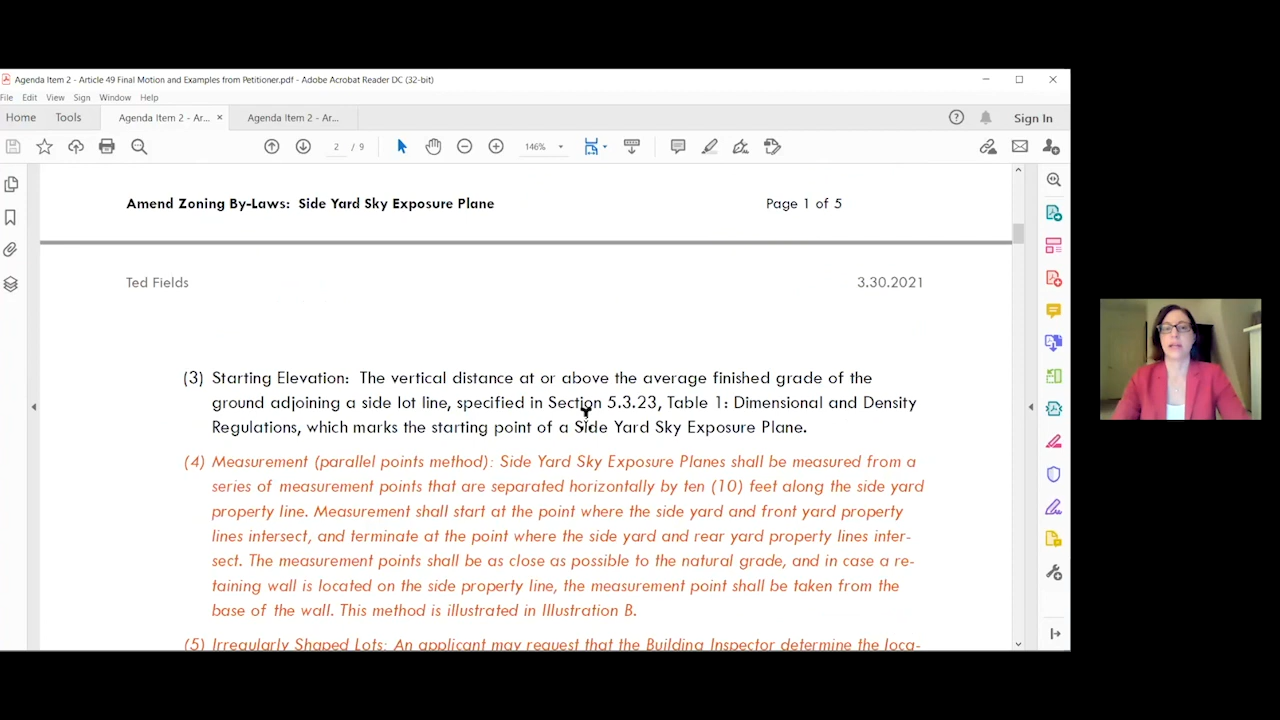 Agenda Item 2 - Article 49 Final Motion and Examples from Petitioner.pdf - Adobe Acrobat Reader DC (32-bit)
File Edit View Sign Window Help
Home Tools Agenda Item 2 - Ar... × Agenda Item 2 - Ar... Sign In
2 / 9 146%
Amend Zoning By-Laws: Side Yard Sky Exposure Plane Page 1 of 5
Ted Fields 3.30.2021
(3) Starting Elevation: The vertical distance at or above the average finished grade of the
ground adjoining a side lot line, specified in Section 5.3.23, Table 1: Dimensional and Density
Regulations, which marks the starting point of a Side Yard Sky Exposure Plane.
(4) Measurement (parallel points method): Side Yard Sky Exposure Planes shall be measured from a
series of measurement points that are separated horizontally by ten (10) feet along the side yard
property line. Measurement shall start at the point where the side yard and front yard property
lines intersect, and terminate at the point where the side yard and rear yard property lines inter-
sect. The measurement points shall be as close as possible to the natural grade, and in case a re-
taining wall is located on the side property line, the measurement point shall be taken from the
base of the wall. This method is illustrated in Illustration B.
(5) Irregularly Shaped Lots: An applicant may request that the Building Inspector determine the loca-